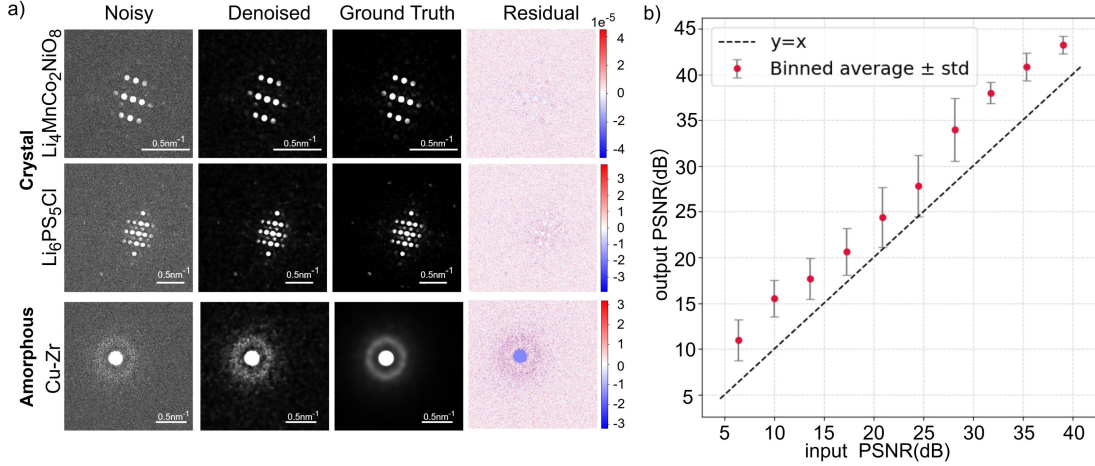 a)
Noisy
Denoised
Ground Truth
Residual
1e⁻⁵
Crystal
Li₄MnCo₂NiO₈
0.5nm⁻¹
0.5nm⁻¹
0.5nm⁻¹
4
2
0
-2
-4
Li₆PS₅Cl
0.5nm⁻¹
0.5nm⁻¹
0.5nm⁻¹
3
2
1
0
-1
-2
-3
Amorphous
Cu-Zr
0.5nm⁻¹
0.5nm⁻¹
0.5nm⁻¹
3
2
1
0
-1
-2
-3
b)
y=x
Binned average ± std
output PSNR(dB)
45
40
35
30
25
20
15
10
5
5
10
15
20
25
30
35
40
input PSNR(dB)